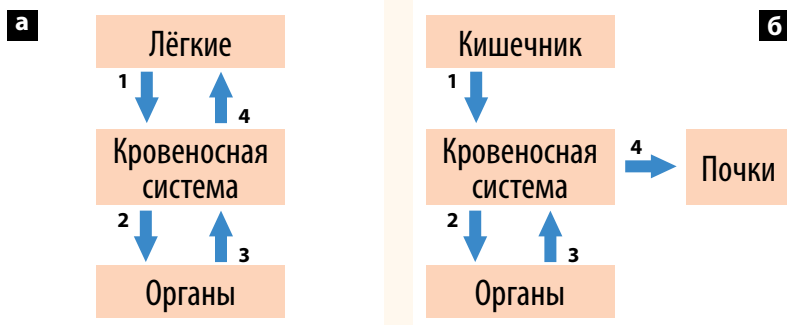 а
Лёгкие
1
4
Кровеносная
система
2
3
Органы
б
Кишечник
1
Кровеносная
система
4
Почки
2
3
Органы